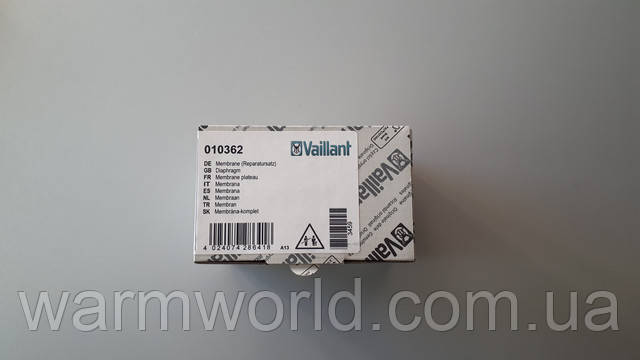 010362
Vaillant
DE Membrane (Reparatursatz)
GB Diaphragm
FR Membrane plateau
IT Membrana
ES Membrana
NL Membraan
TR Membran
SK Membrána-komplet
4 024074 286418
A13
3459
Vaillant
warmworld.com.ua